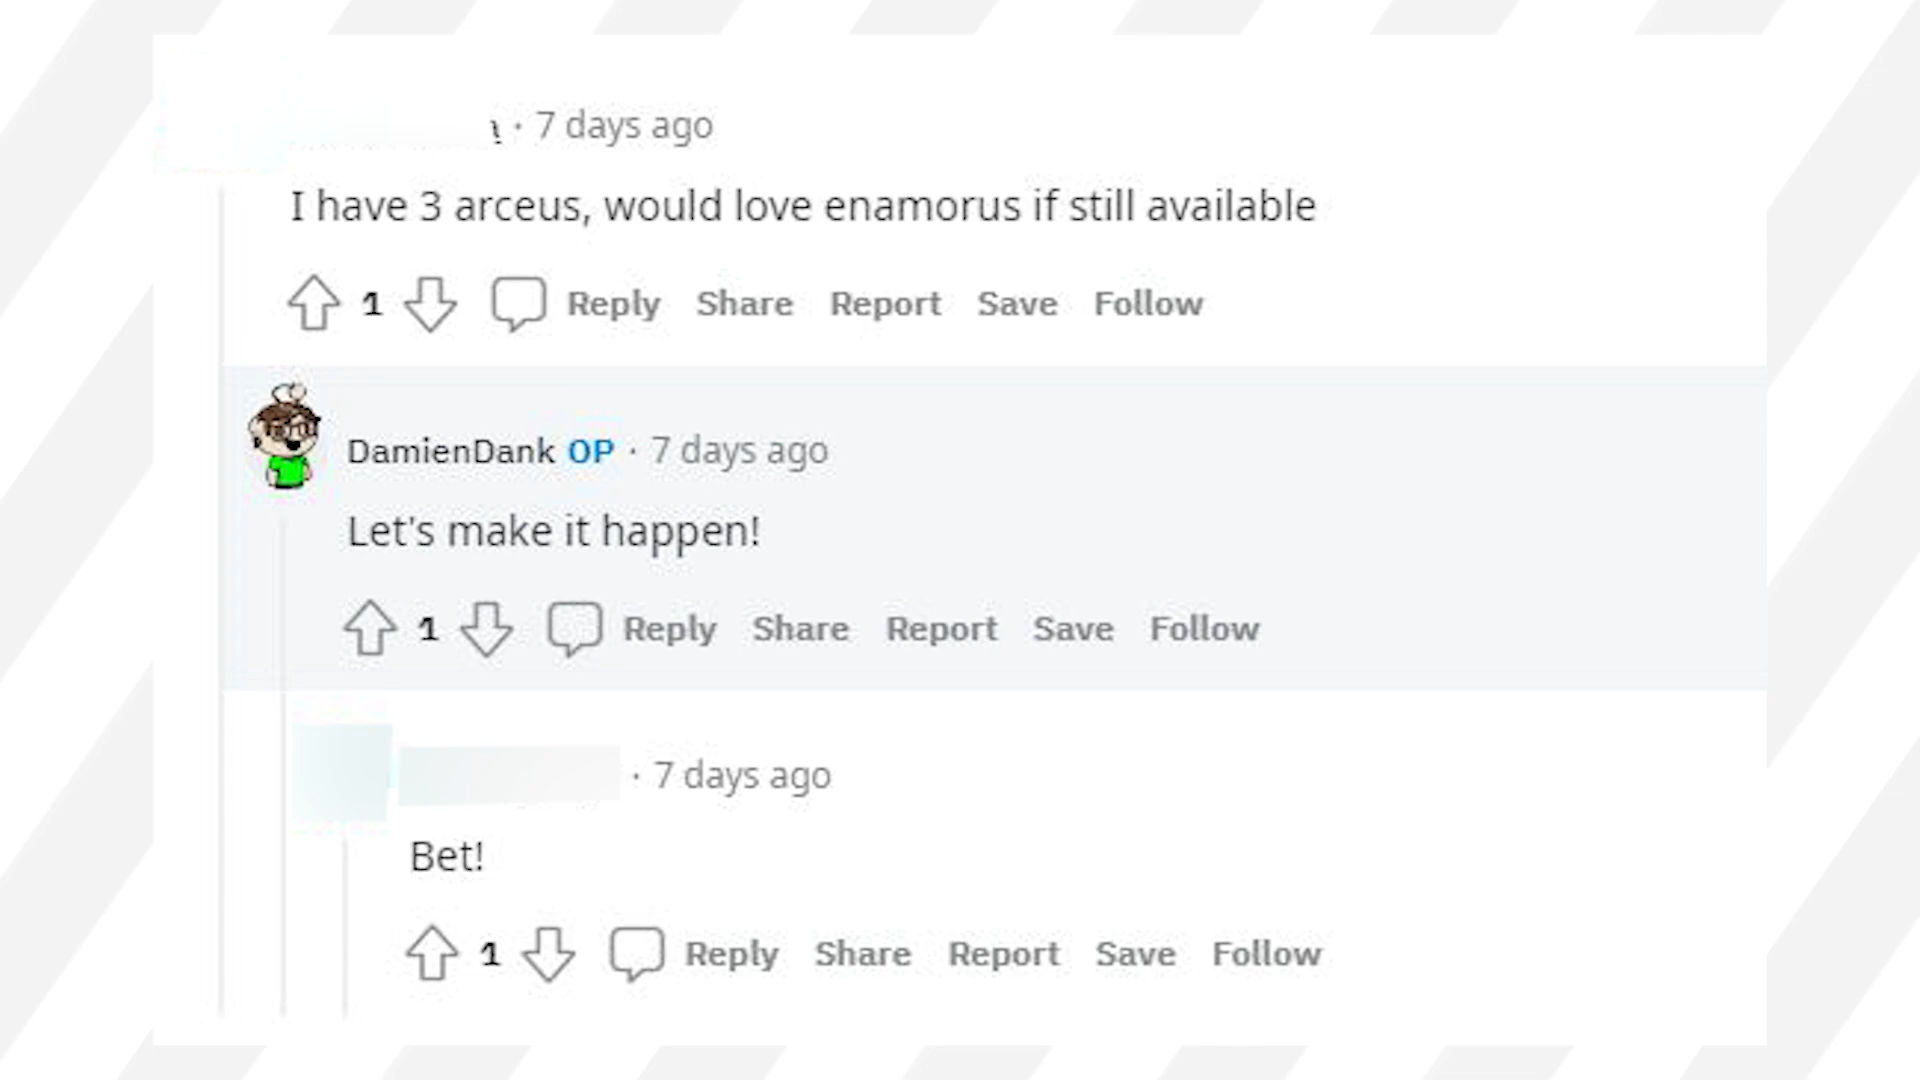 · 7 days ago
I have 3 arceus, would love enamorus if still available
1 Reply Share Report Save Follow
DamienDank OP · 7 days ago
Let's make it happen!
1 Reply Share Report Save Follow
· 7 days ago
Bet!
1 Reply Share Report Save Follow